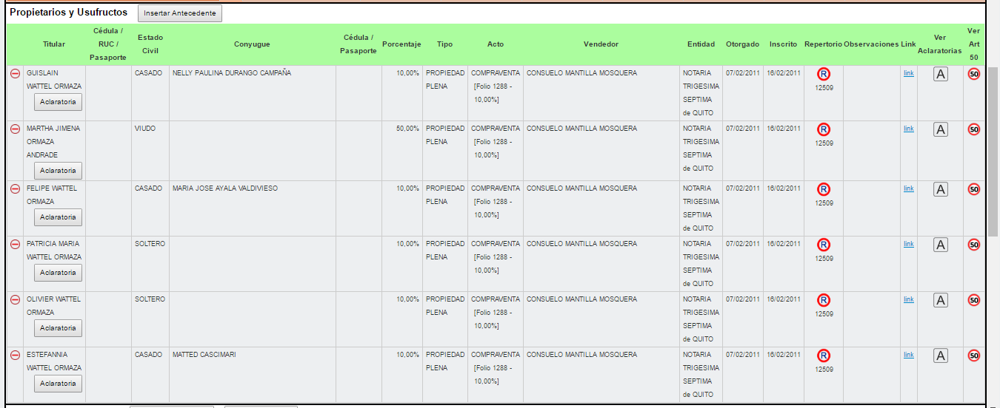 Propietarios y Usufructos Insertar Antecedente
Titular Cédula / RUC / Pasaporte Estado Civil Conyugue Cédula / Pasaporte Porcentaje Tipo Acto Vendedor Entidad Otorgado Inscrito Repertorio Observaciones Link Ver Aclaratorias Ver Art 50
GUISLAIN CASADO NELLY PAULINA DURANGO CAMPAÑA 10,00% PROPIEDAD COMPRAVENTA CONSUELO MANTILLA MOSQUERA NOTARIA 07/02/2011 16/02/2011 R link A 50
WATTEL ORMAZA PLENA [Folio 1288 - TRIGESIMA 12509
Aclaratoria 10,00%] SEPTIMA
de QUITO
MARTHA JIMENA VIUDO 50,00% PROPIEDAD COMPRAVENTA CONSUELO MANTILLA MOSQUERA NOTARIA 07/02/2011 16/02/2011 R link A 50
ORMAZA PLENA [Folio 1288 - TRIGESIMA 12509
ANDRADE 10,00%] SEPTIMA
Aclaratoria de QUITO
FELIPE WATTEL CASADO MARIA JOSE AYALA VALDIVIESO 10,00% PROPIEDAD COMPRAVENTA CONSUELO MANTILLA MOSQUERA NOTARIA 07/02/2011 16/02/2011 R link A 50
ORMAZA PLENA [Folio 1288 - TRIGESIMA 12509
Aclaratoria 10,00%] SEPTIMA
de QUITO
PATRICIA MARIA SOLTERO 10,00% PROPIEDAD COMPRAVENTA CONSUELO MANTILLA MOSQUERA NOTARIA 07/02/2011 16/02/2011 R link A 50
WATTEL ORMAZA PLENA [Folio 1288 - TRIGESIMA 12509
Aclaratoria 10,00%] SEPTIMA
de QUITO
OLIVIER WATTEL SOLTERO 10,00% PROPIEDAD COMPRAVENTA CONSUELO MANTILLA MOSQUERA NOTARIA 07/02/2011 16/02/2011 R link A 50
ORMAZA PLENA [Folio 1288 - TRIGESIMA 12509
Aclaratoria 10,00%] SEPTIMA
de QUITO
ESTEFANNIA CASADO MATTED CASCIMARI 10,00% PROPIEDAD COMPRAVENTA CONSUELO MANTILLA MOSQUERA NOTARIA 07/02/2011 16/02/2011 R link A 50
WATTEL ORMAZA PLENA [Folio 1288 - TRIGESIMA 12509
Aclaratoria 10,00%] SEPTIMA
de QUITO